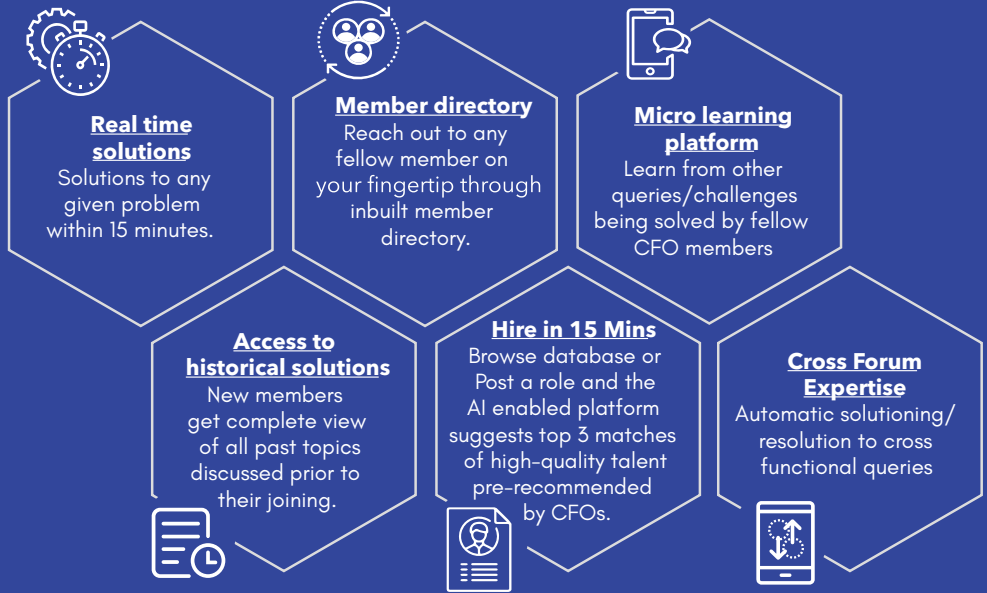 Real time
solutions
Solutions to any
given problem
within 15 minutes.
Member directory
Reach out to any
fellow member on
your fingertip through
inbuilt member
directory.
Micro learning
platform
Learn from other
queries/challenges
being solved by fellow
CFO members
Access to
historical solutions
New members
get complete view
of all past topics
discussed prior to
their joining.
Hire in 15 Mins
Browse database or
Post a role and the
AI enabled platform
suggests top 3 matches
of high-quality talent
pre-recommended
by CFOs.
Cross Forum
Expertise
Automatic solutioning/
resolution to cross
functional queries